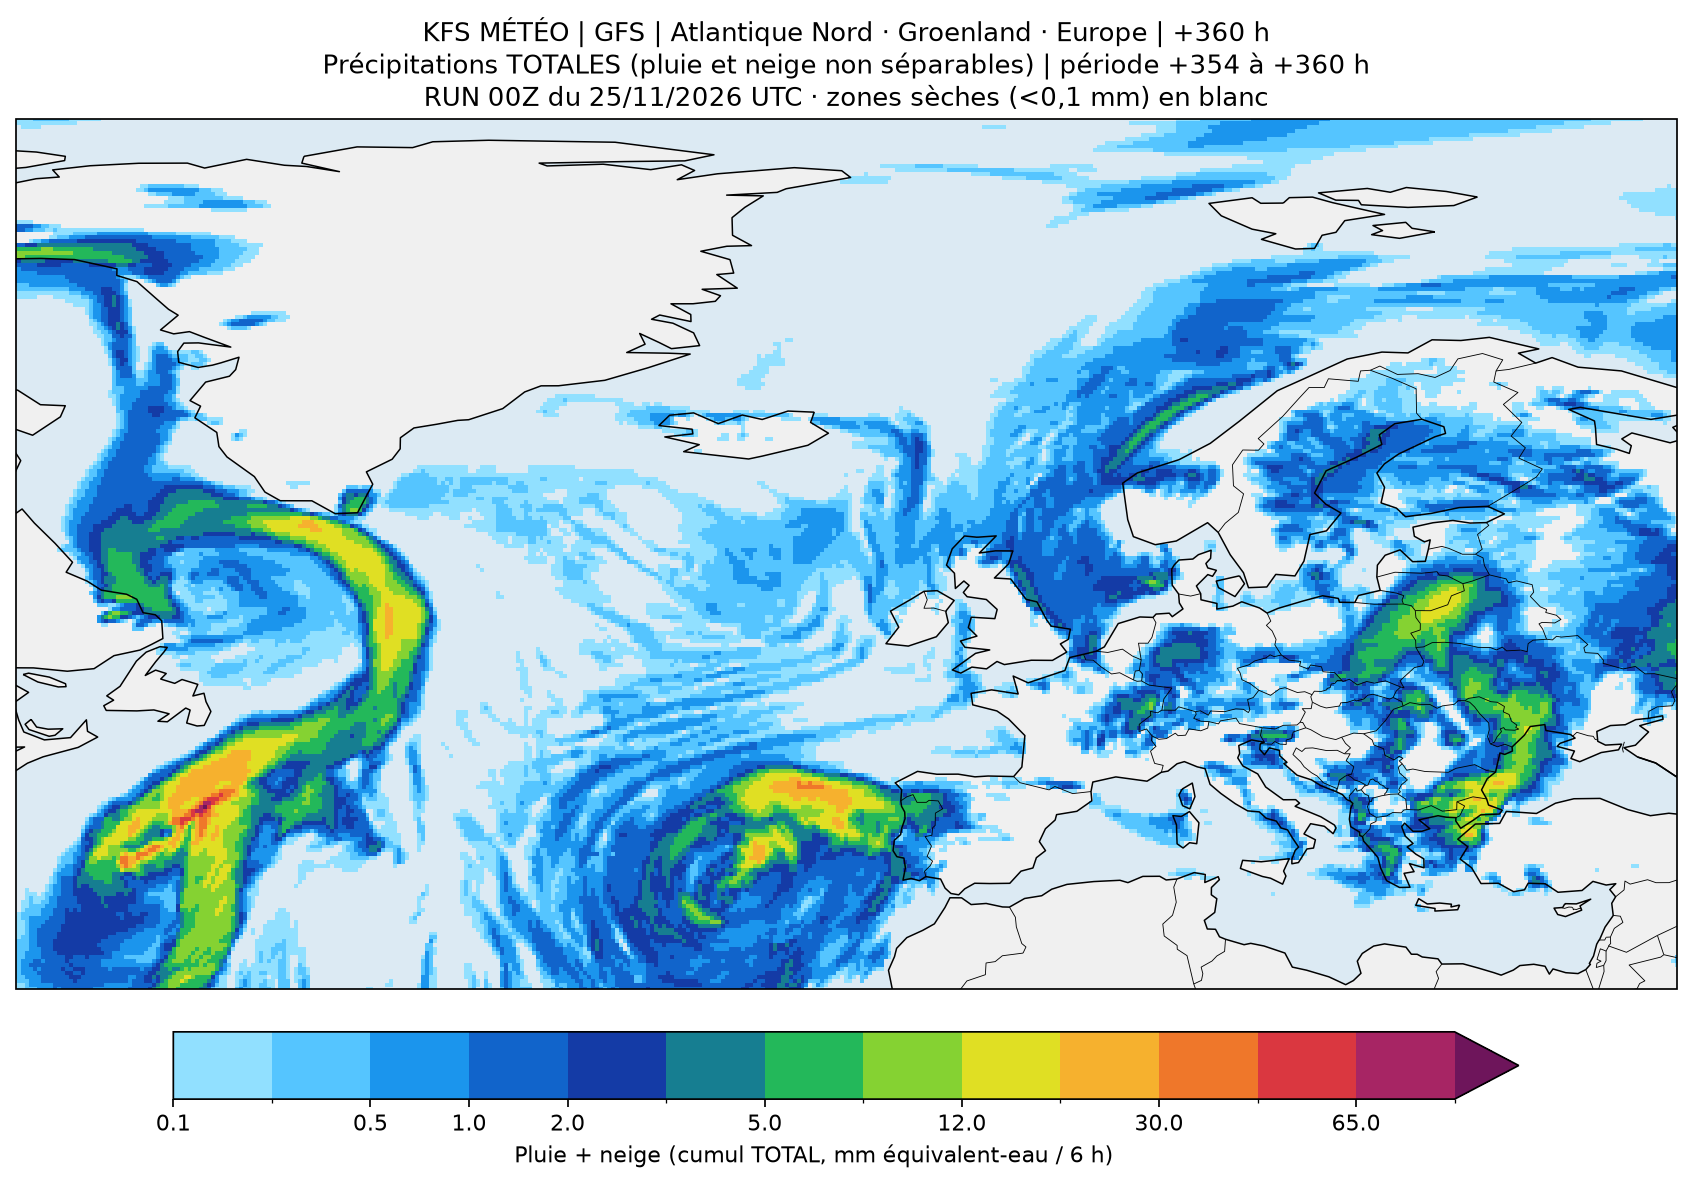 KFS MÉTÉO | GFS | Atlantique Nord · Groenland · Europe | +360 h
Précipitations TOTALES (pluie et neige non séparables) | période +354 à +360 h
RUN 00Z du 25/11/2026 UTC · zones sèches (<0,1 mm) en blanc
0.1 0.5 1.0 2.0 5.0 12.0 30.0 65.0
Pluie + neige (cumul TOTAL, mm équivalent-eau / 6 h)